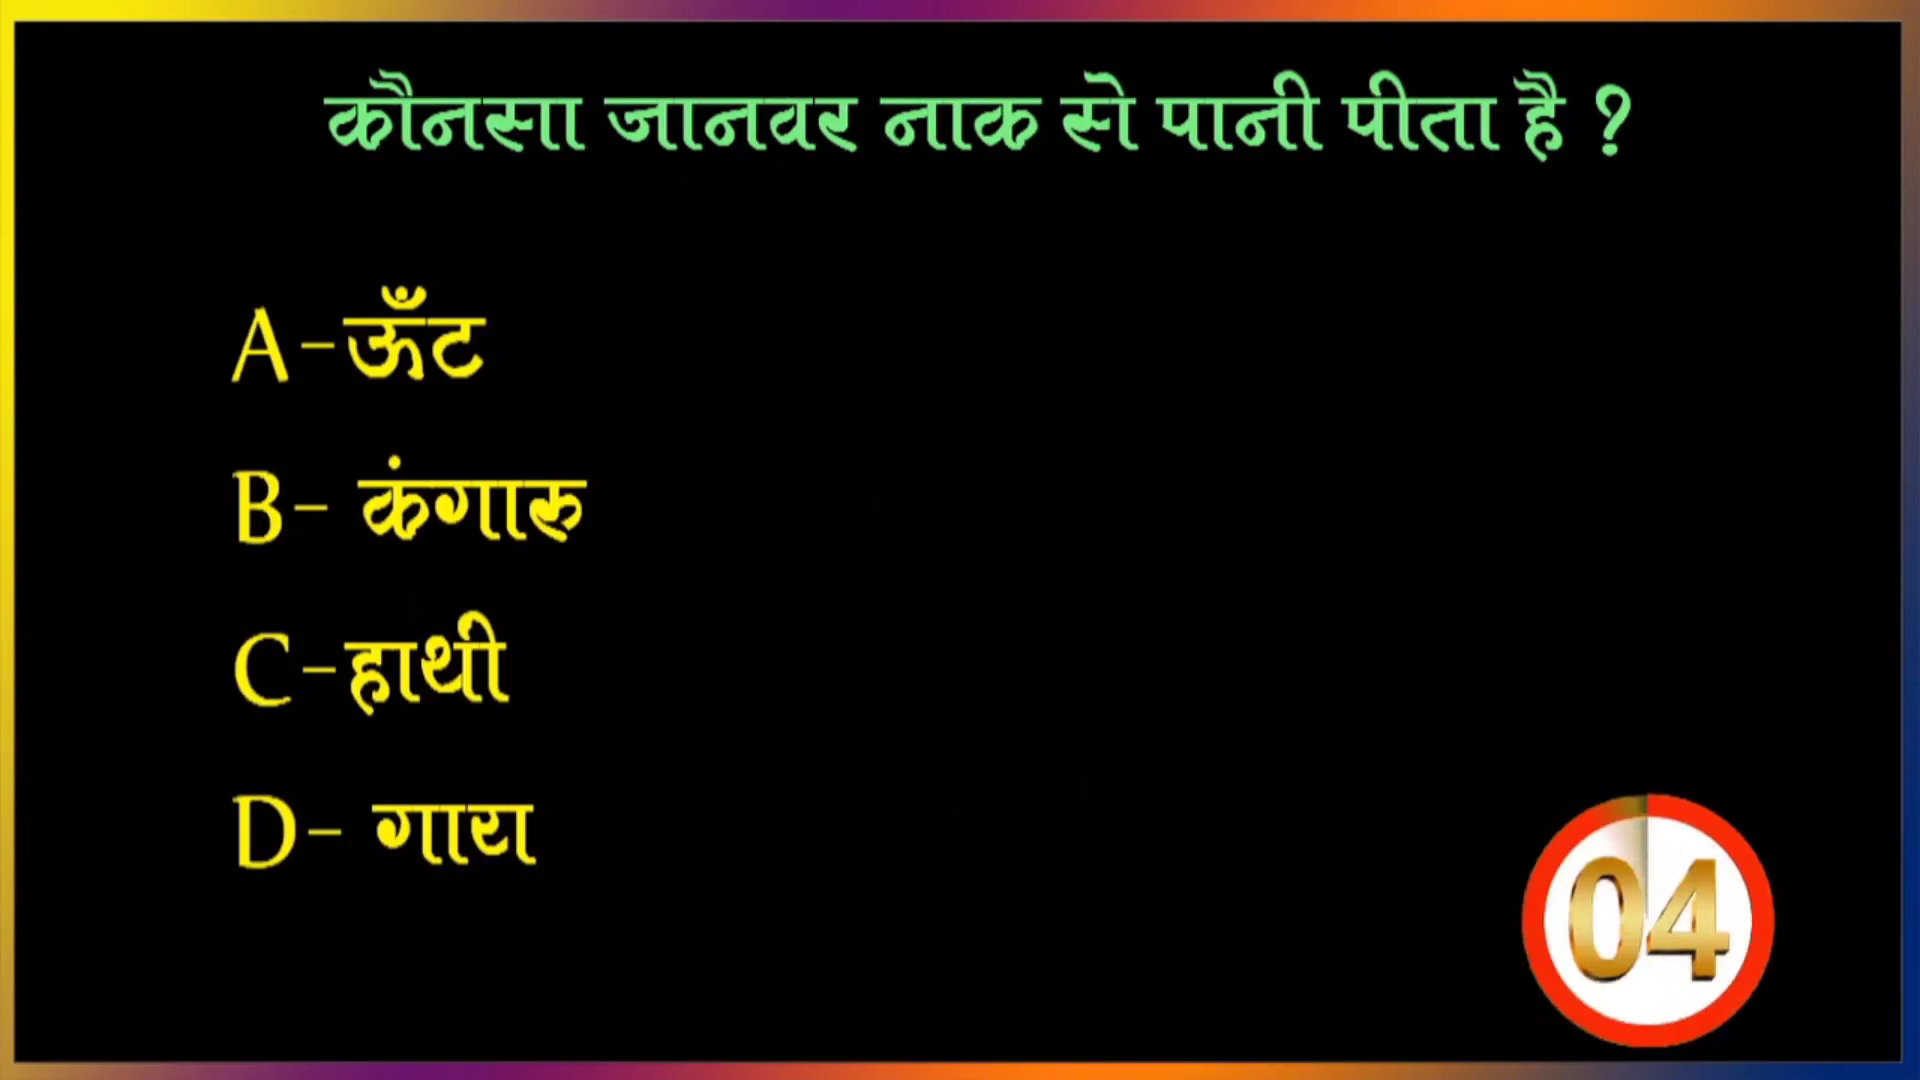 कौनसा जानवर नाक से पानी पीता है ?
A-ऊँट
B- कंगारु
C-हाथी
D- गाय
04